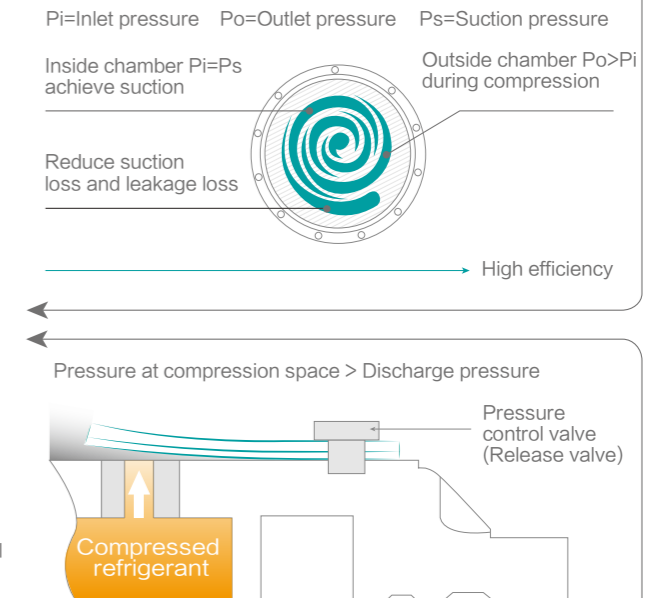 Pi=Inlet pressure Po=Outlet pressure Ps=Suction pressure
Inside chamber Pi=Ps
achieve suction
Outside chamber Po>Pi
during compression
Reduce suction
loss and leakage loss
High efficiency
Pressure at compression space > Discharge pressure
Pressure
control valve
(Release valve)
Compressed
refrigerant